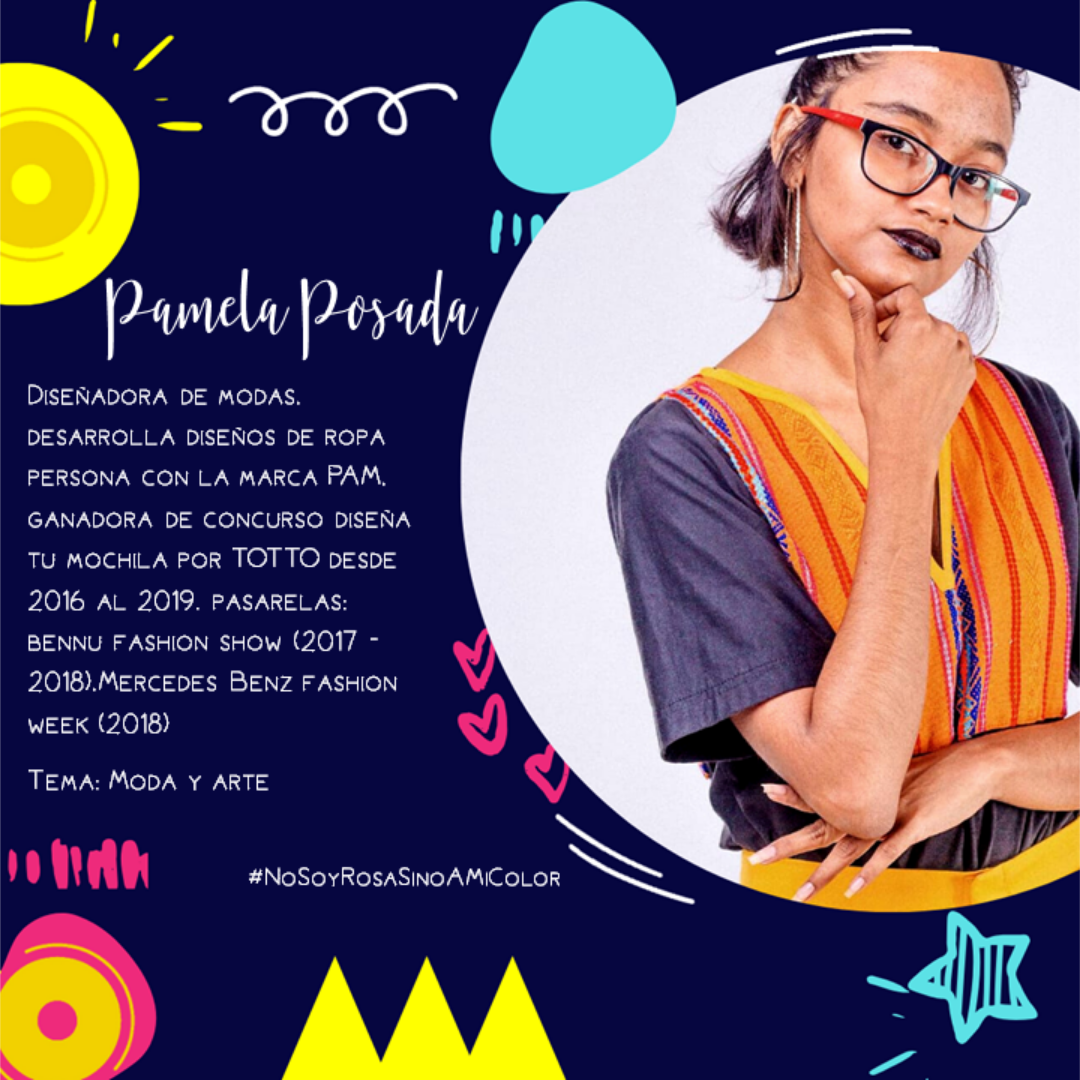 Pamela Posada
Diseñadora de modas.
desarrolla diseños de ropa
persona con la marca PAM.
ganadora de concurso diseña
tu mochila por TOTTO desde
2016 al 2019. pasarelas:
bennu fashion show (2017 -
2018).Mercedes Benz fashion
week (2018)
Tema: Moda y arte
#NoSoyRosaSinoAMiColor